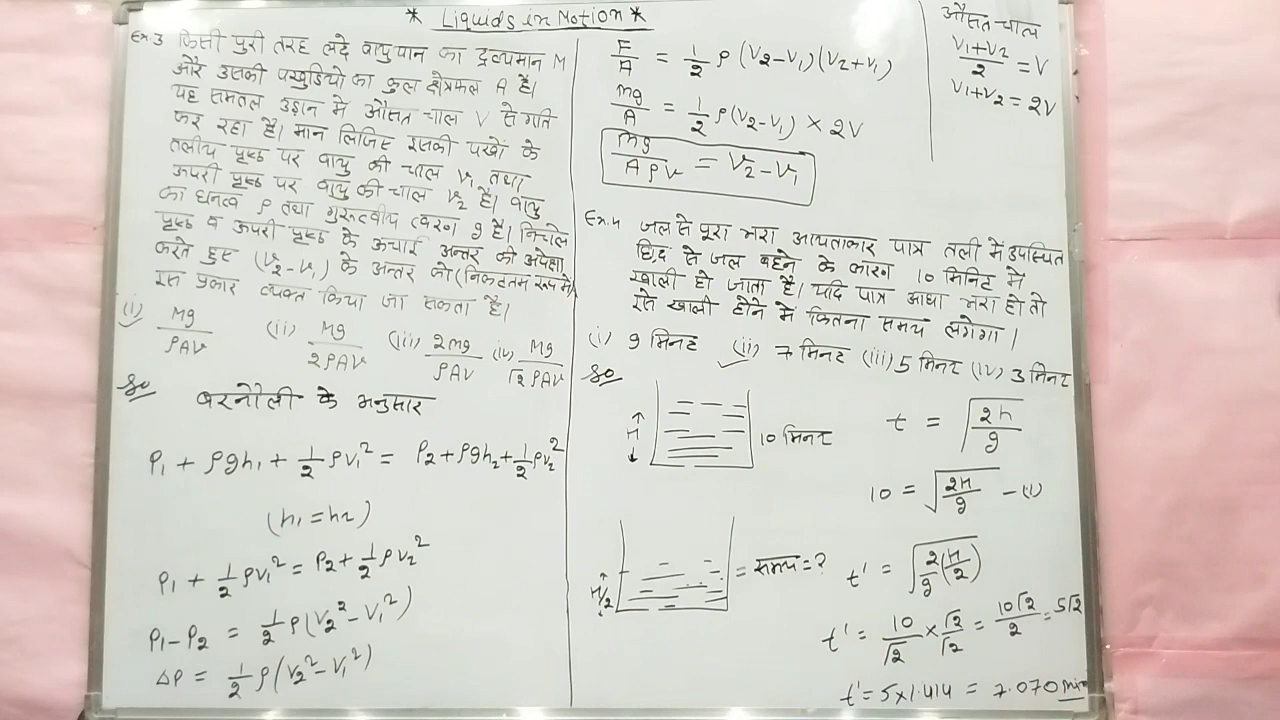 * Liquids in Motion *
Ex.3 किसी पुरी तरह लदे वायुयान का द्रव्यमान M
और उसकी पखुडियो का कुल क्षेत्रफल A है।
यह समतल उड़ान मे औसत चाल V से गति
कर रहा है। मान लिजिए इसकी पखों के
तलीय पृष्ठ पर वायु की चाल V₁ तथा
ऊपरी पृष्ठ पर वायु की चाल V₂ है। वायु
का घनत्व ρ तथा गुरूत्वीय त्वरण g है। निचले
पृष्ठ व ऊपरी पृष्ठ के ऊचाई अन्तर की अपेक्षा
करते हुए (V₂-V₁) के अन्तर को (निकटतम रूप मे)
इस प्रकार व्यक्त किया जा सकता है।
(i) Mg/ρAV (ii) Mg/2ρAV (iii) 2Mg/ρAV (iv) Mg/√2 ρAV
So
बरनौली के अनुसार
P₁ + ρgh₁ + 1/2 ρv₁² = P₂ + ρgh₂ + 1/2 ρv₂²
(h₁ = h₂)
P₁ + 1/2 ρv₁² = P₂ + 1/2 ρv₂²
P₁ - P₂ = 1/2 ρ(V₂² - V₁²)
ΔP = 1/2 ρ(V₂² - V₁²)
F/A = 1/2 ρ(V₂-V₁)(V₂+V₁)
mg/A = 1/2 ρ(V₂-V₁) × 2V
mg/AρV = V₂-V₁
औसत चाल
V₁+V₂/2 = V
V₁+V₂ = 2V
Ex.4 जल से पूरा भरा आयताकार पात्र तली मे उपस्थित
छिद्र से जल बहने के कारण 10 मिनिट में
खाली हो जाता है। यदि पात्र आधा भरा हो तो
इसे खाली होने मे कितना समय लगेगा।
(i) 9 मिनट (ii) 7 मिनट (iii) 5 मिनट (iv) 3 मिनट
So
H 10 मिनट
t = √2h/g
10 = √2H/g -(1)
H/2 = समय = ?
t' = √2/g (H/2)
t' = 10/√2 × √2/√2 = 10√2/2 = 5√2
t' = 5×1.414 = 7.070 min